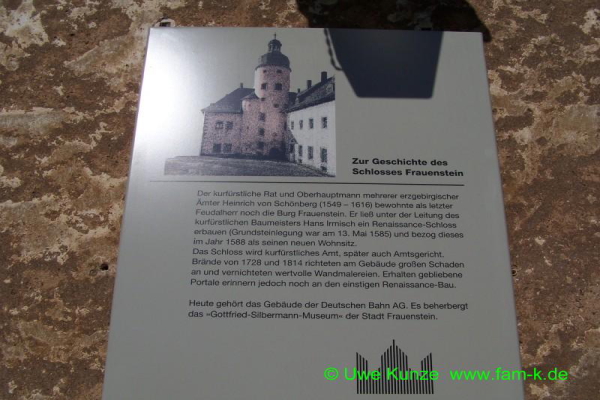 Zur Geschichte des
Schlosses Frauenstein
Der kurfürstliche Rat und Oberhauptmann mehrerer erzgebirgischer
Ämter Heinrich von Schönberg (1549 – 1616) bewohnte als letzter
Feudalherr noch die Burg Frauenstein. Er ließ unter der Leitung des
kurfürstlichen Baumeisters Hans Irmisch ein Renaissance-Schloss
erbauen (Grundsteinlegung war am 13. Mai 1585) und bezog dieses
im Jahr 1588 als seinen neuen Wohnsitz.
Das Schloss wird kurfürstliches Amt, später auch Amtsgericht.
Brände von 1728 und 1814 richteten am Gebäude großen Schaden
an und vernichteten wertvolle Wandmalereien. Erhalten gebliebene
Portale erinnern jedoch noch an den einstigen Renaissance-Bau.
Heute gehört das Gebäude der Deutschen Bahn AG. Es beherbergt
das »Gottfried-Silbermann-Museum« der Stadt Frauenstein.
© Uwe Kunze www.fam-k.de